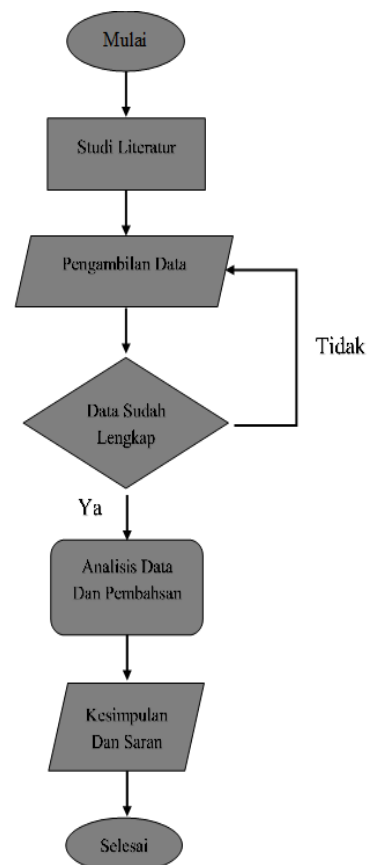 Mulai
Studi Literatur
Pengambilan Data
Tidak
Data Sudah
Lengkap
Ya
Analisis Data
Dan Pembahsan
Kesimpulan
Dan Saran
Selesai